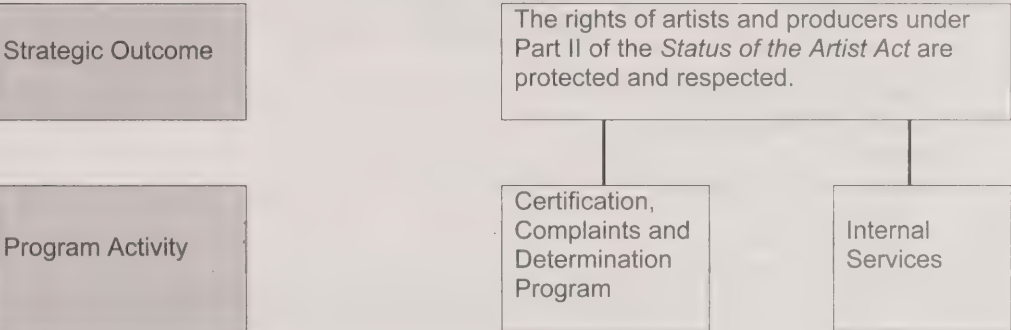 Strategic Outcome
The rights of artists and producers under
Part II of the Status of the Artist Act are
protected and respected.
Program Activity
Certification,
Complaints and
Determination
Program
Internal
Services